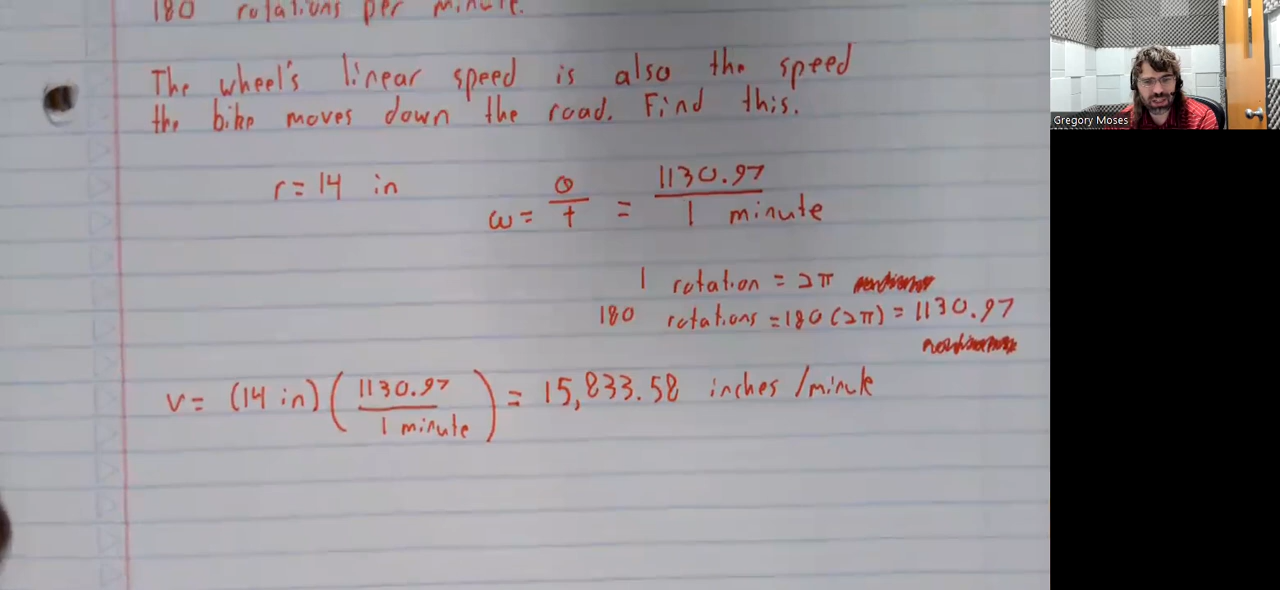 180 rotations per minute.
The wheel's linear speed is also the speed
the bike moves down the road. Find this.
r = 14 in
ω = θ/t = 1130.97/1 minute
1 rotation = 2π
180 rotations = 180 (2π) = 1130.97
v = (14 in) (1130.97/1 minute) = 15,833.58 inches/minute
Gregory Moses